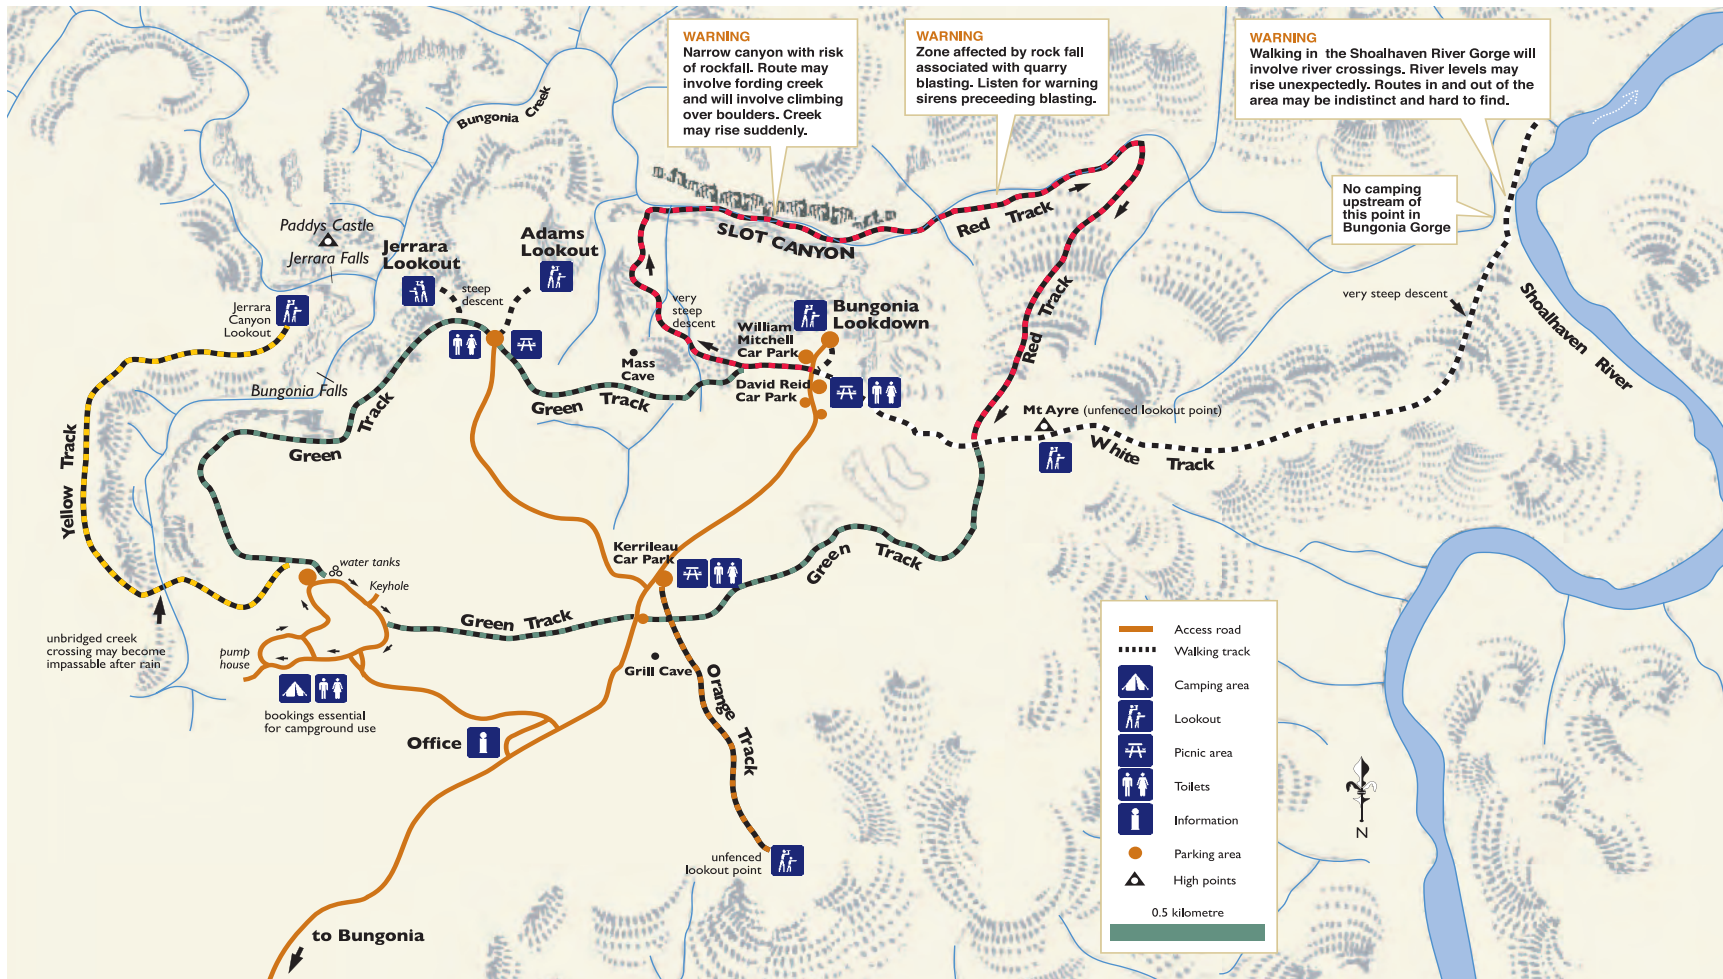 WARNING
Narrow canyon with risk
of rockfall. Route may
involve fording creek
and will involve climbing
over boulders. Creek
may rise suddenly.
WARNING
Zone affected by rock fall
associated with quarry
blasting. Listen for warning
sirens preceeding blasting.
WARNING
Walking in the Shoalhaven River Gorge will
involve river crossings. River levels may
rise unexpectedly. Routes in and out of the
area may be indistinct and hard to find.
No camping
upstream of
this point in
Bungonia Gorge
Bungonia Creek
Paddys Castle
Jerrara Falls
Jerrara
Lookout
Adams
Lookout
steep
descent
Jerrara
Canyon
Lookout
Bungonia Falls
SLOT CANYON
Red Track
Red Track
Red Track
very
steep
descent
William
Mitchell
Car Park
Bungonia
Lookdown
Mass
Cave
David Reid
Car Park
Green Track
Green Track
Yellow Track
Mt Ayre (unfenced lookout point)
White Track
very steep descent
Shoalhaven River
water tanks
Keyhole
Kerrileau
Car Park
Green Track
Green Track
unbridged creek
crossing may become
impassable after rain
pump
house
bookings essential
for campground use
Grill Cave
Orange Track
Office
unfenced
lookout point
to Bungonia
Access road
Walking track
Camping area
Lookout
Picnic area
Toilets
Information
Parking area
High points
0.5 kilometre
N